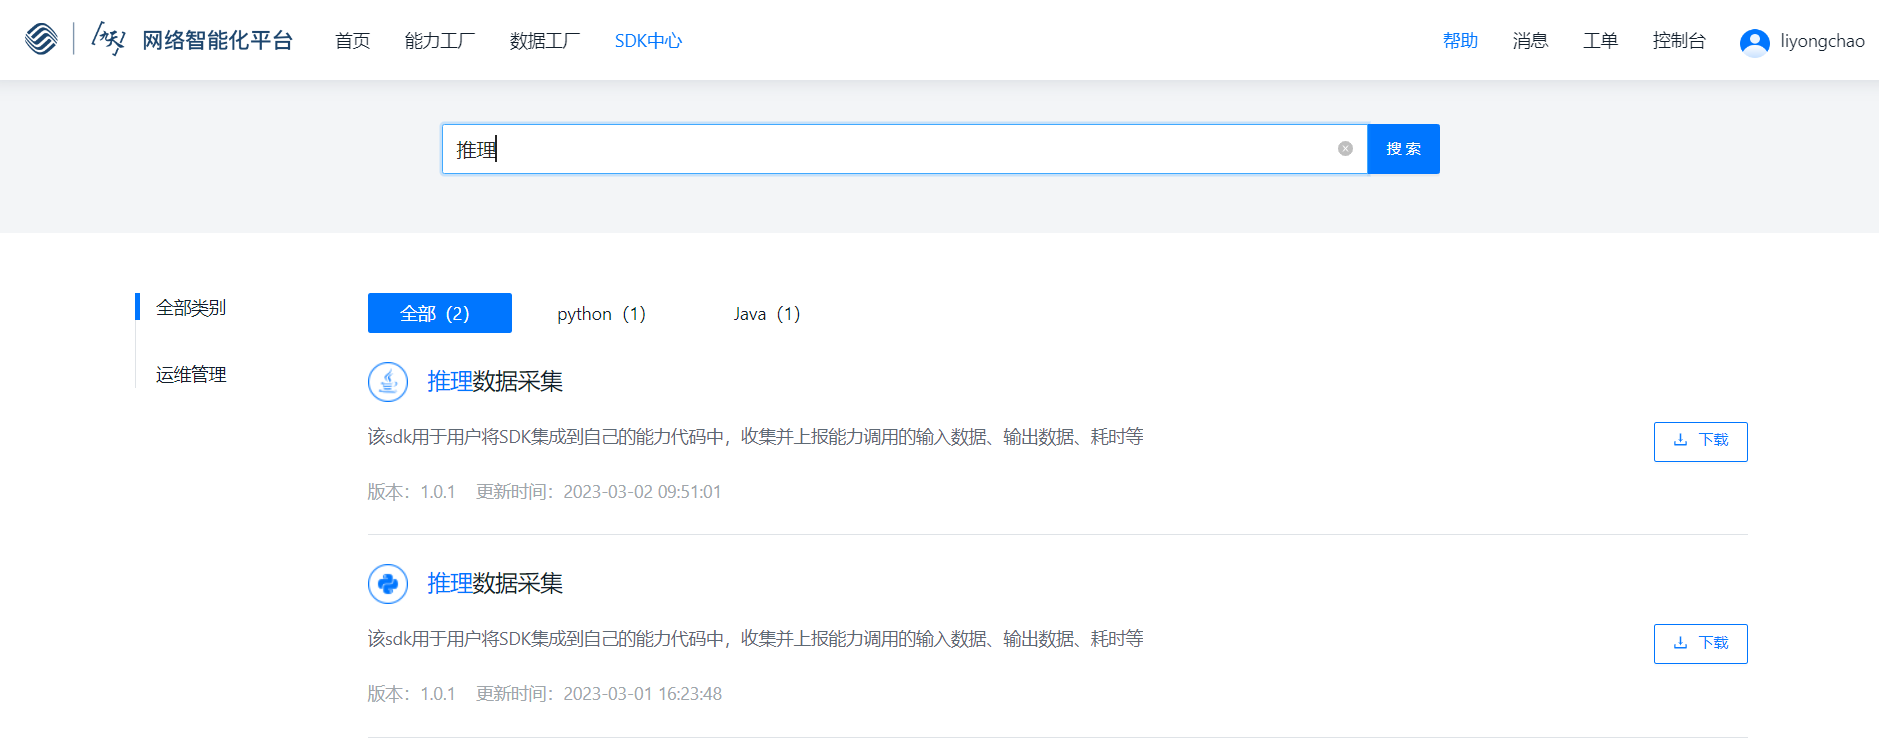 网络智能化平台 首页 能力工厂 数据工厂 SDK中心 帮助 消息 工单 控制台 liyongchao
推理 搜 索
全部类别
运维管理
全部（2） python（1） Java（1）
推理数据采集
该sdk用于用户将SDK集成到自己的能力代码中，收集并上报能力调用的输入数据、输出数据、耗时等
下载
版本：1.0.1 更新时间：2023-03-02 09:51:01
推理数据采集
该sdk用于用户将SDK集成到自己的能力代码中，收集并上报能力调用的输入数据、输出数据、耗时等
下载
版本：1.0.1 更新时间：2023-03-01 16:23:48